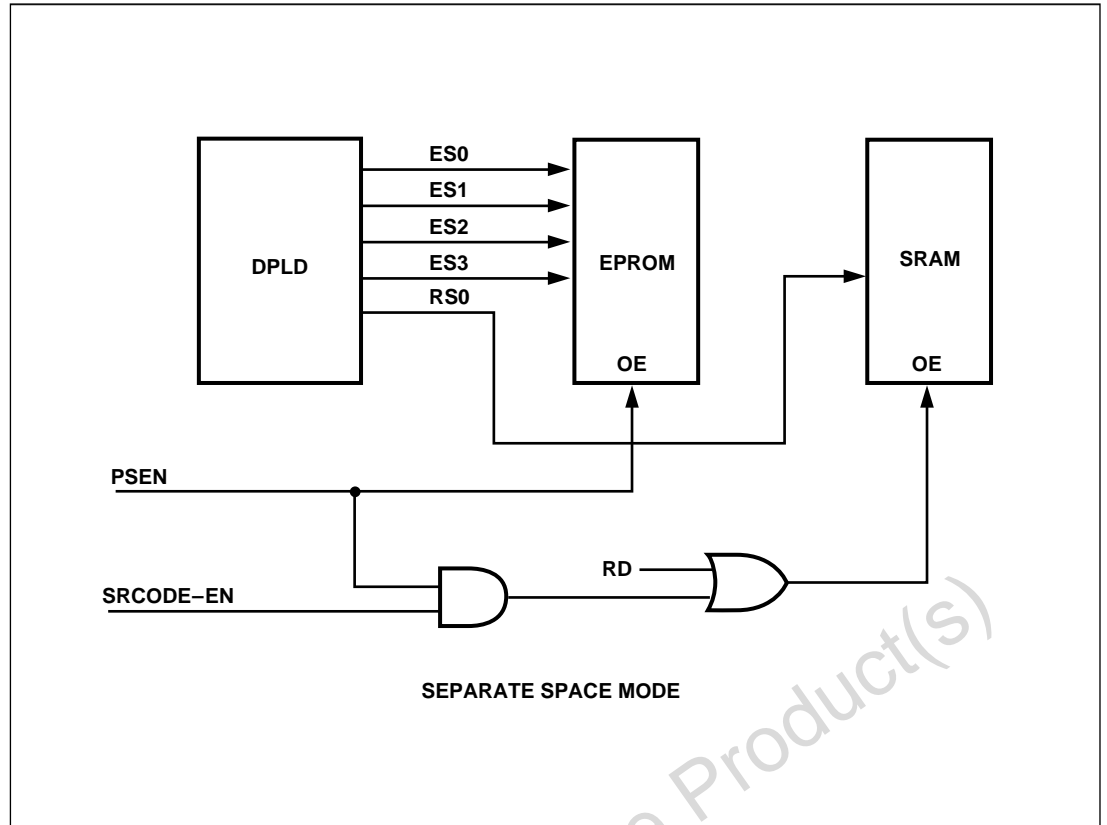 ES0
ES1
ES2
ES3
RS0
DPLD
EPROM
OE
SRAM
OE
PSEN
SRCODE–EN
RD
SEPARATE SPACE MODE
Product(s)